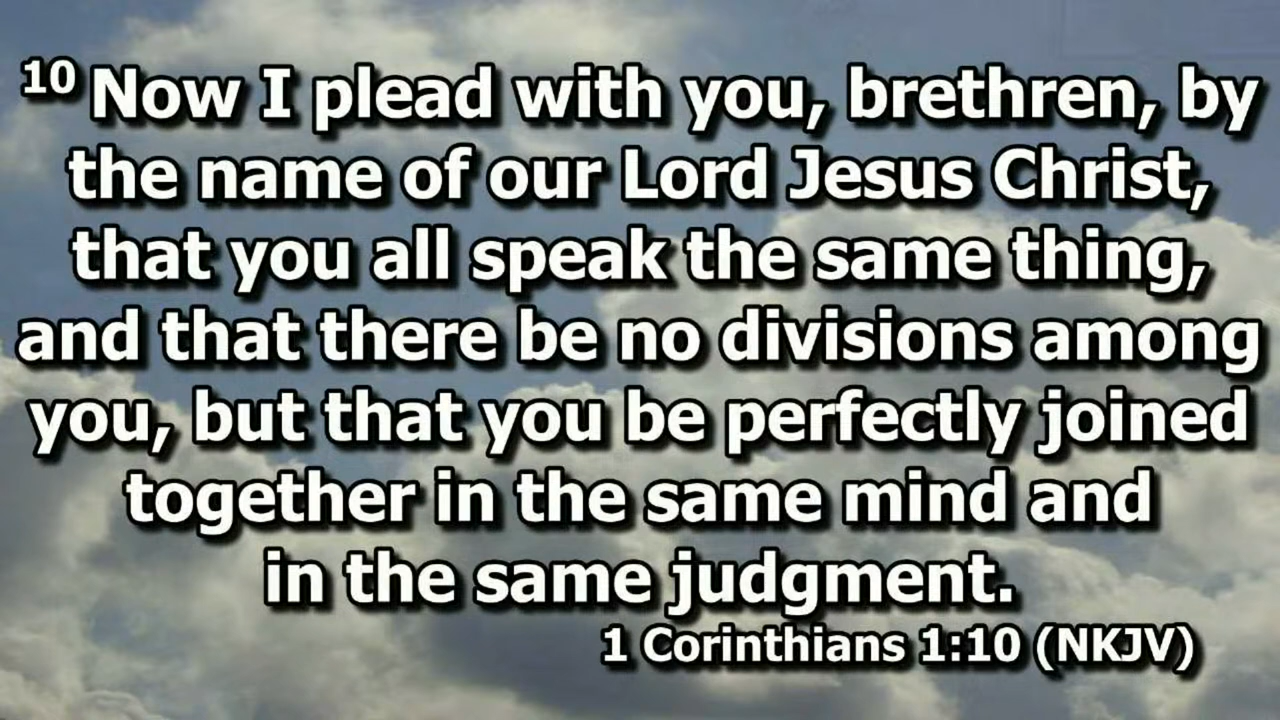 10 Now I plead with you, brethren, by
the name of our Lord Jesus Christ,
that you all speak the same thing,
and that there be no divisions among
you, but that you be perfectly joined
together in the same mind and
in the same judgment.
1 Corinthians 1:10 (NKJV)